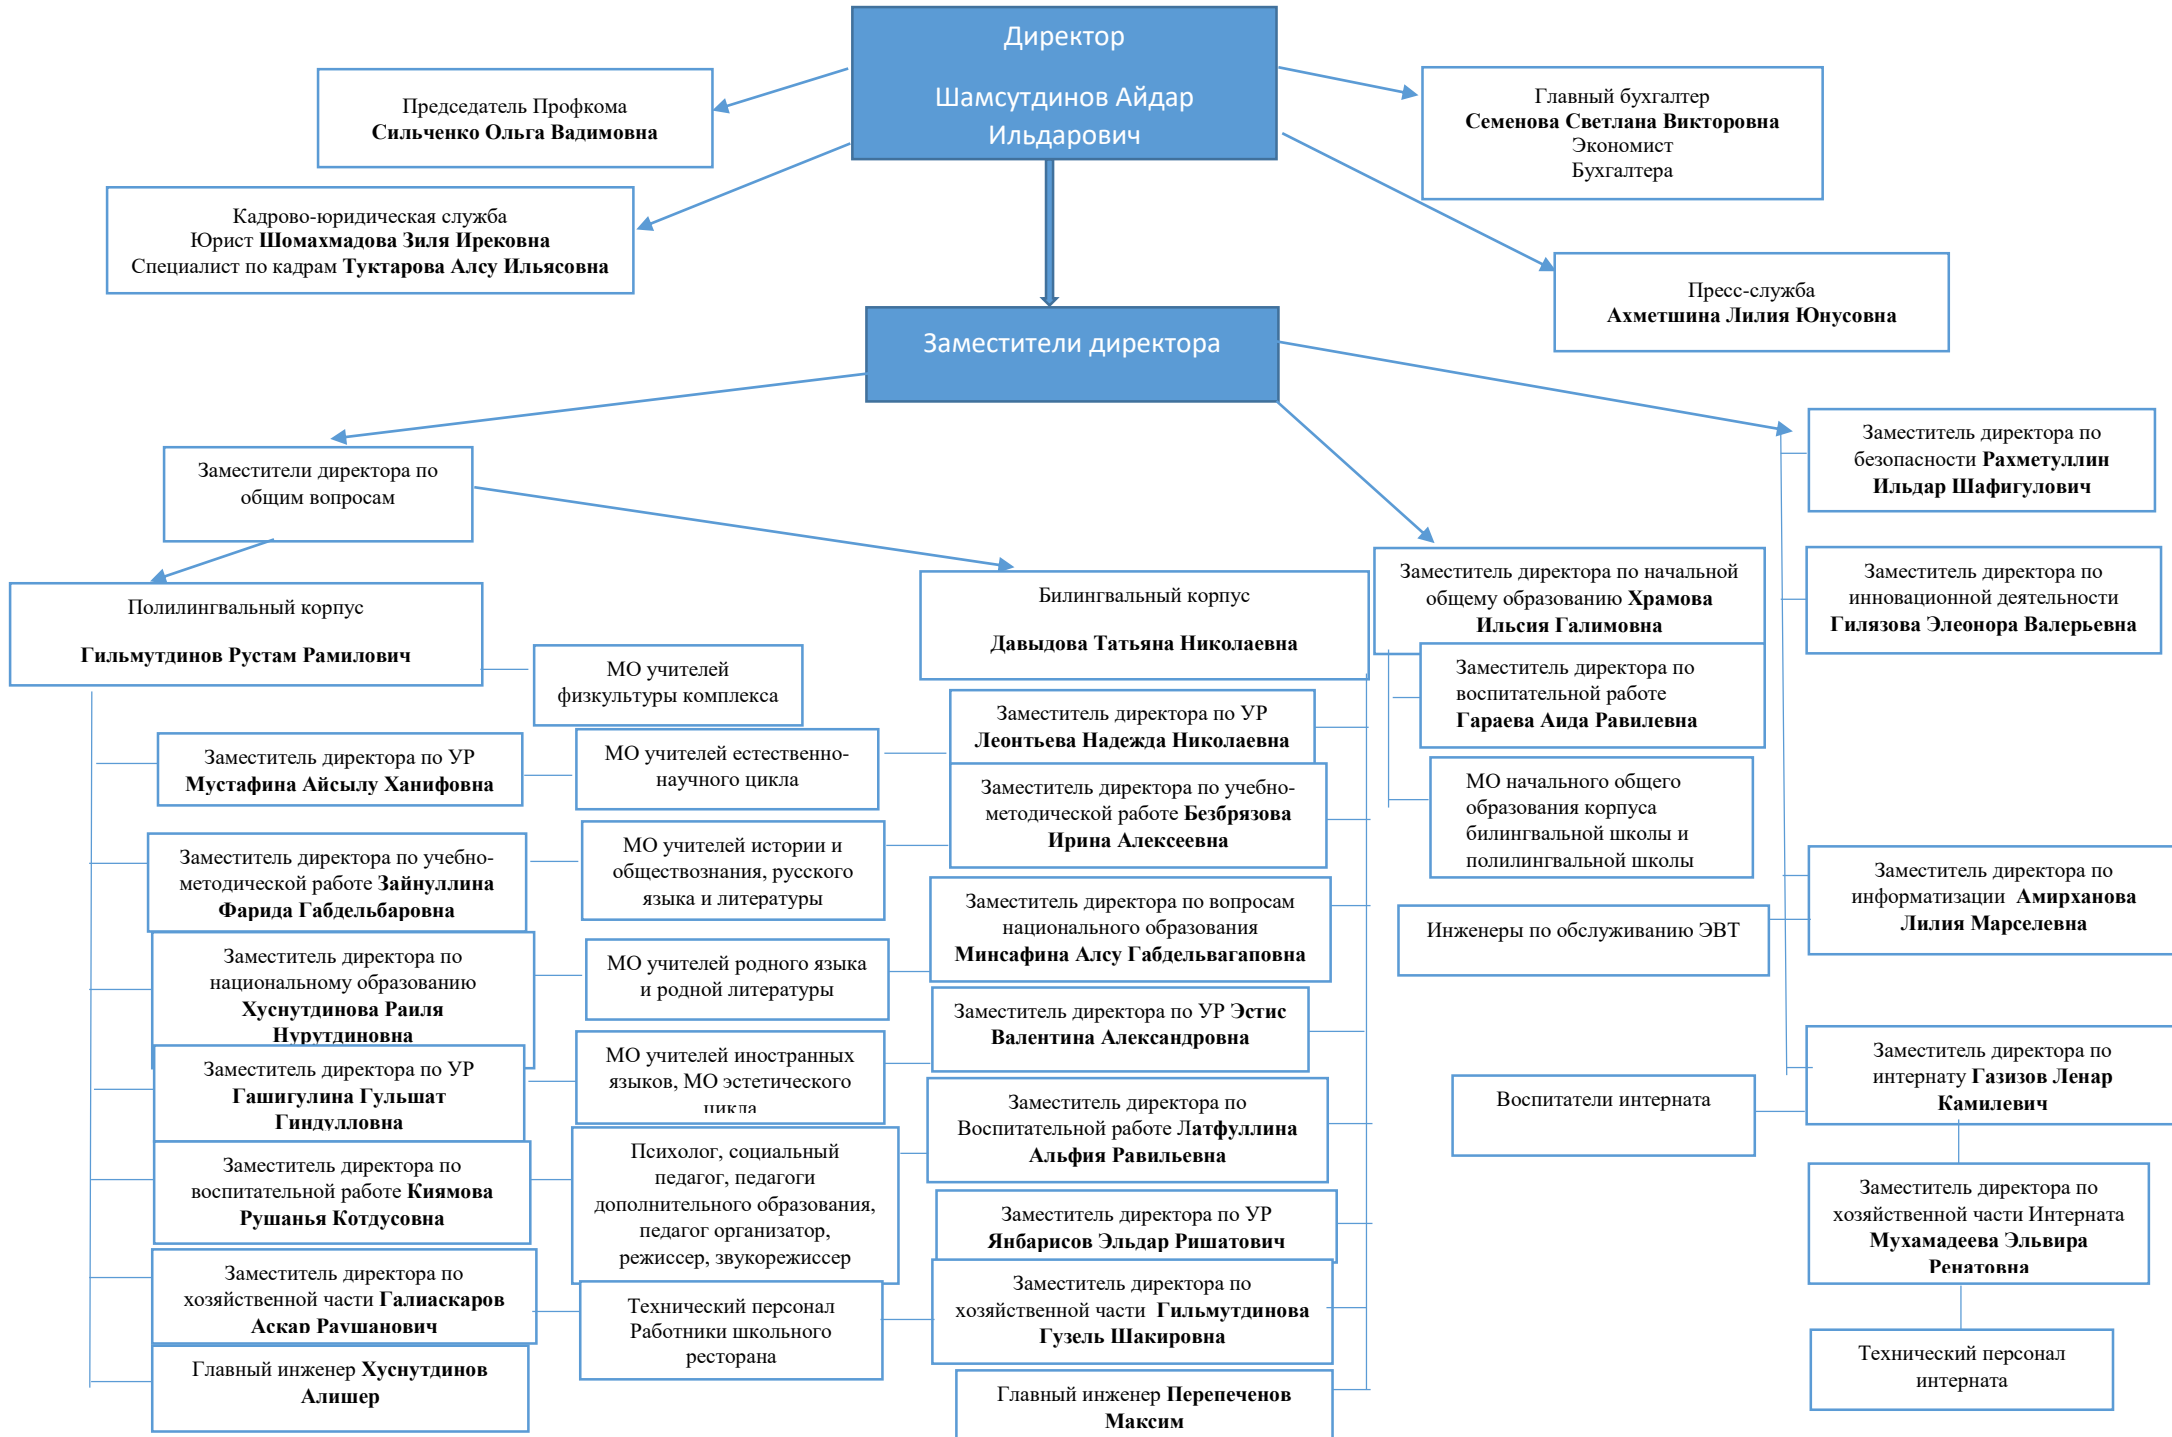 Директор
Шамсутдинов Айдар
Ильдарович
Председатель Профкома
Сильченко Ольга Вадимовна
Главный бухгалтер
Семенова Светлана Викторовна
Экономист
Бухгалтера
Кадрово-юридическая служба
Юрист Шомахмадова Зиля Ирековна
Специалист по кадрам Туктарова Алсу Ильясовна
Пресс-служба
Ахметшина Лилия Юнусовна
Заместители директора
Заместители директора по
общим вопросам
Полилингвальный корпус
Гильмутдинов Рустам Рамилович
МО учителей
физкультуры комплекса
Заместитель директора по УР
Мустафина Айсылу Ханифовна
Заместитель директора по учебно-
методической работе Зайнуллина
Фарида Габдельбаровна
Заместитель директора по
национальному образованию
Хуснутдинова Раиля
Нурутдиновна
Заместитель директора по УР
Гашигулина Гульшат
Гиндулловна
Заместитель директора по
воспитательной работе Киямова
Рушанья Котдусовна
Заместитель директора по
хозяйственной части Галиаскаров
Аскар Раушанович
Главный инженер Хуснутдинов
Алишер
МО учителей естественно-
научного цикла
МО учителей истории и
обществознания, русского
языка и литературы
МО учителей родного языка
и родной литературы
МО учителей иностранных
языков, МО эстетического
цикла
Психолог, социальный
педагог, педагоги
дополнительного образования,
педагог организатор,
режиссер, звукорежиссер
Технический персонал
Работники школьного
ресторана
Билингвальный корпус
Давыдова Татьяна Николаевна
Заместитель директора по УР
Леонтьева Надежда Николаевна
Заместитель директора по учебно-
методической работе Безбрязова
Ирина Алексеевна
Заместитель директора по вопросам
национального образования
Минсафина Алсу Габдельвагаповна
Заместитель директора по УР Эстис
Валентина Александровна
Заместитель директора по
Воспитательной работе Латфуллина
Альфия Равильевна
Заместитель директора по УР
Янбарисов Эльдар Ришатович
Заместитель директора по
хозяйственной части Гильмутдинова
Гузель Шакировна
Главный инженер Перепеченов
Максим
Заместитель директора по начальной
общему образованию Храмова
Ильсия Галимовна
Заместитель директора по
воспитательной работе
Гараева Аида Равилевна
МО начального общего
образования корпуса
билингвальной школы и
полилингвальной школы
Заместитель директора по
безопасности Рахметуллин
Ильдар Шафигулович
Заместитель директора по
инновационной деятельности
Гилязова Элеонора Валерьевна
Заместитель директора по
информатизации Амирханова
Лилия Марселевна
Инженеры по обслуживанию ЭВТ
Заместитель директора по
интернату Газизов Ленар
Камилевич
Воспитатели интерната
Заместитель директора по
хозяйственной части Интерната
Мухамадеева Эльвира
Ренатовна
Технический персонал
интерната